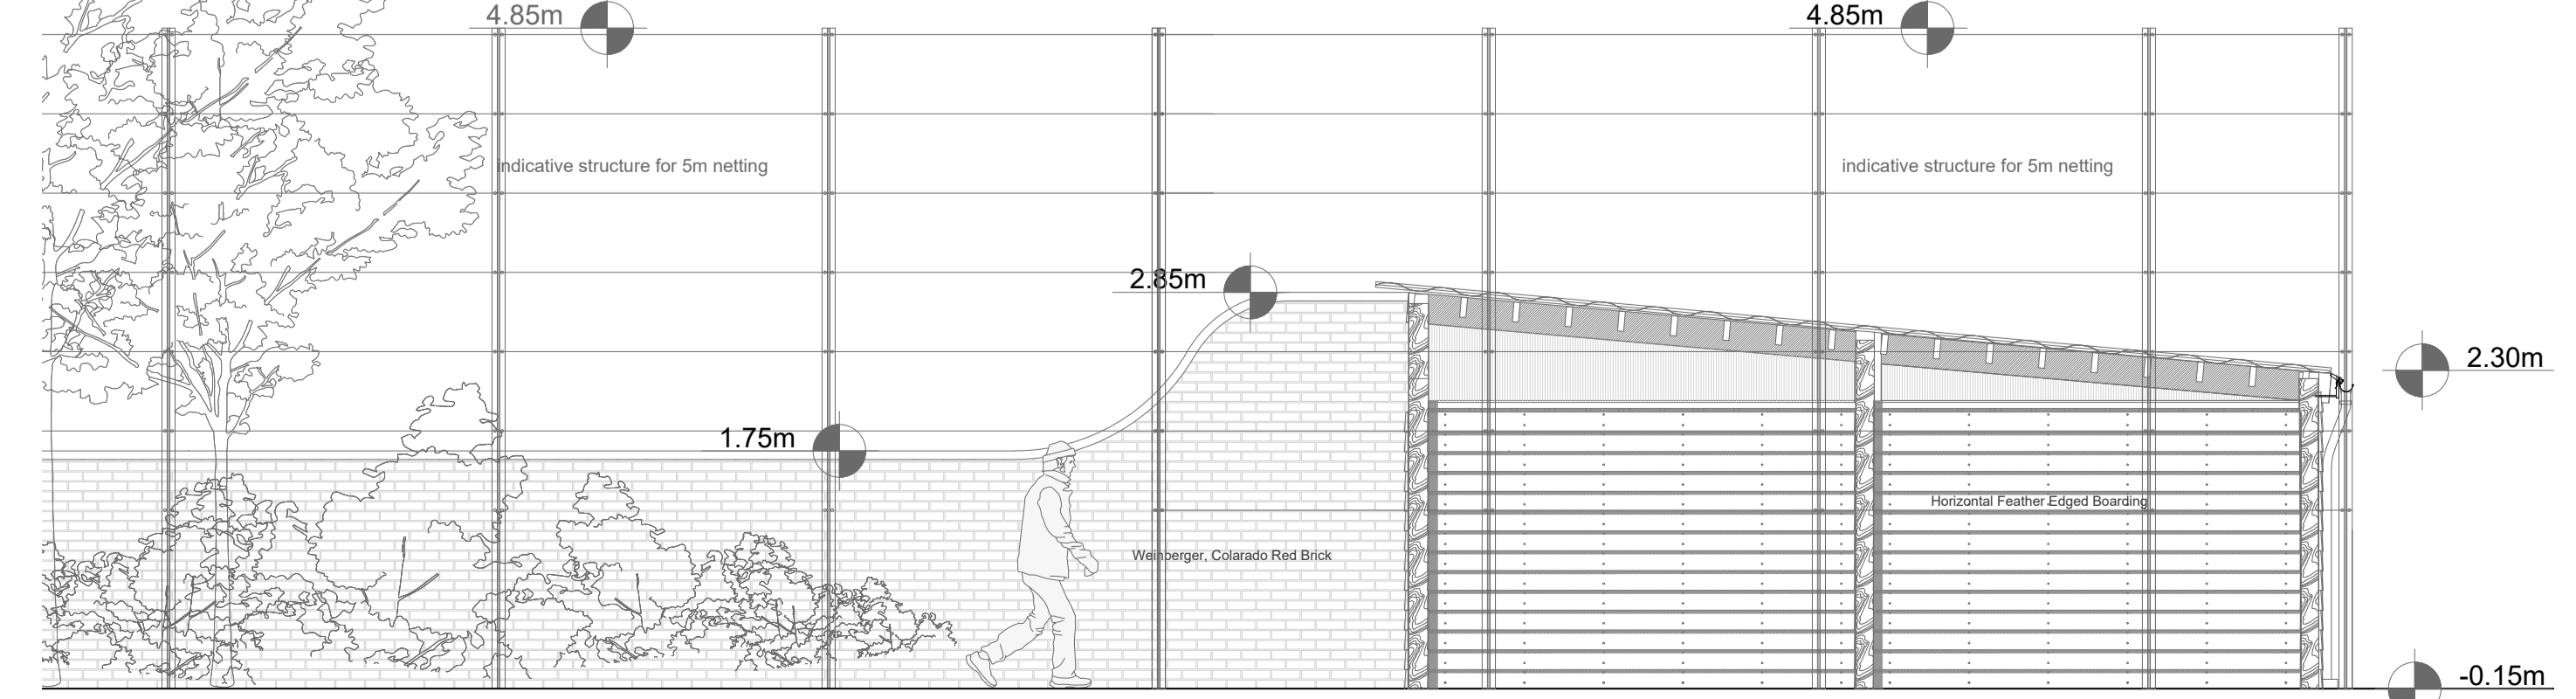 4.85m
4.85m
indicative structure for 5m netting
indicative structure for 5m netting
2.85m
2.30m
1.75m
Horizontal Feather Edged Boarding
Weinberger, Colarado Red Brick
-0.15m